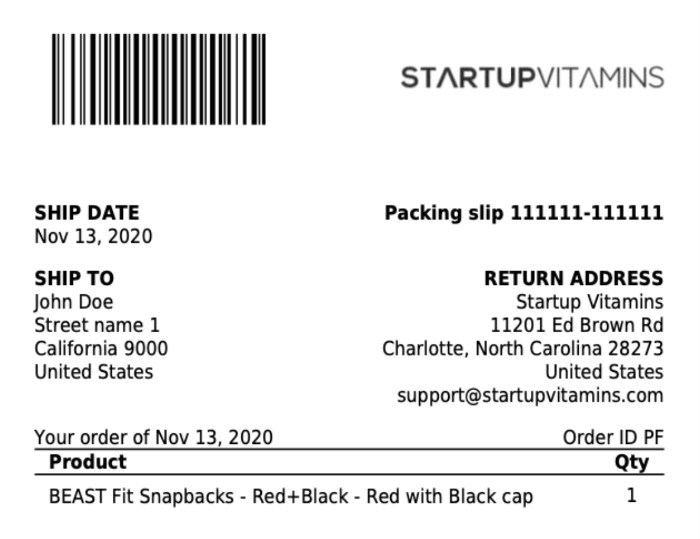 STARTUPVITAMINS
SHIP DATE
Nov 13, 2020
Packing slip 111111-111111
SHIP TO
John Doe
Street name 1
California 9000
United States
RETURN ADDRESS
Startup Vitamins
11201 Ed Brown Rd
Charlotte, North Carolina 28273
United States
support@startupvitamins.com
Your order of Nov 13, 2020
Order ID PF
Product Qty
BEAST Fit Snapbacks - Red+Black - Red with Black cap 1